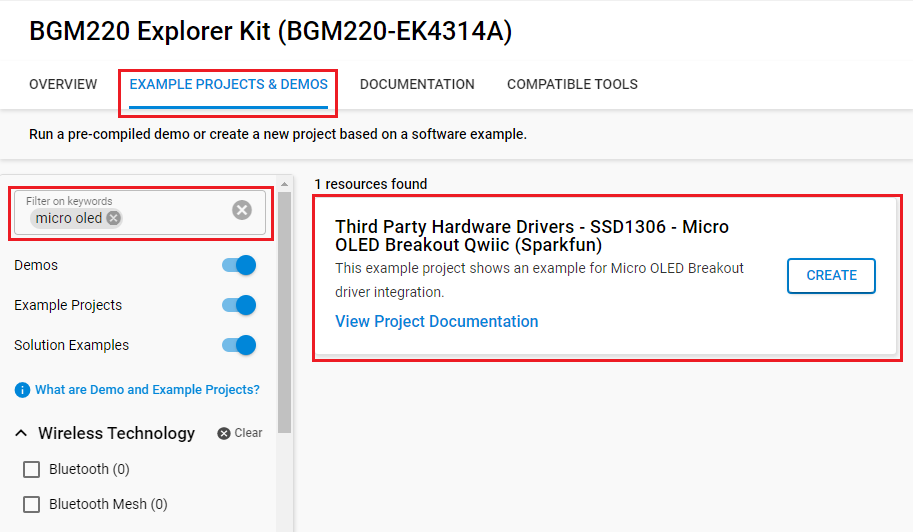 BGM220 Explorer Kit (BGM220-EK4314A)
OVERVIEW EXAMPLE PROJECTS & DEMOS DOCUMENTATION COMPATIBLE TOOLS
Run a pre-compiled demo or create a new project based on a software example.
Filter on keywords
micro oled
Demos
Example Projects
Solution Examples
What are Demo and Example Projects?
Wireless Technology Clear
Bluetooth (0)
Bluetooth Mesh (0)
1 resources found
Third Party Hardware Drivers - SSD1306 - Micro
OLED Breakout Qwiic (Sparkfun)
This example project shows an example for Micro OLED Breakout
driver integration.
View Project Documentation
CREATE